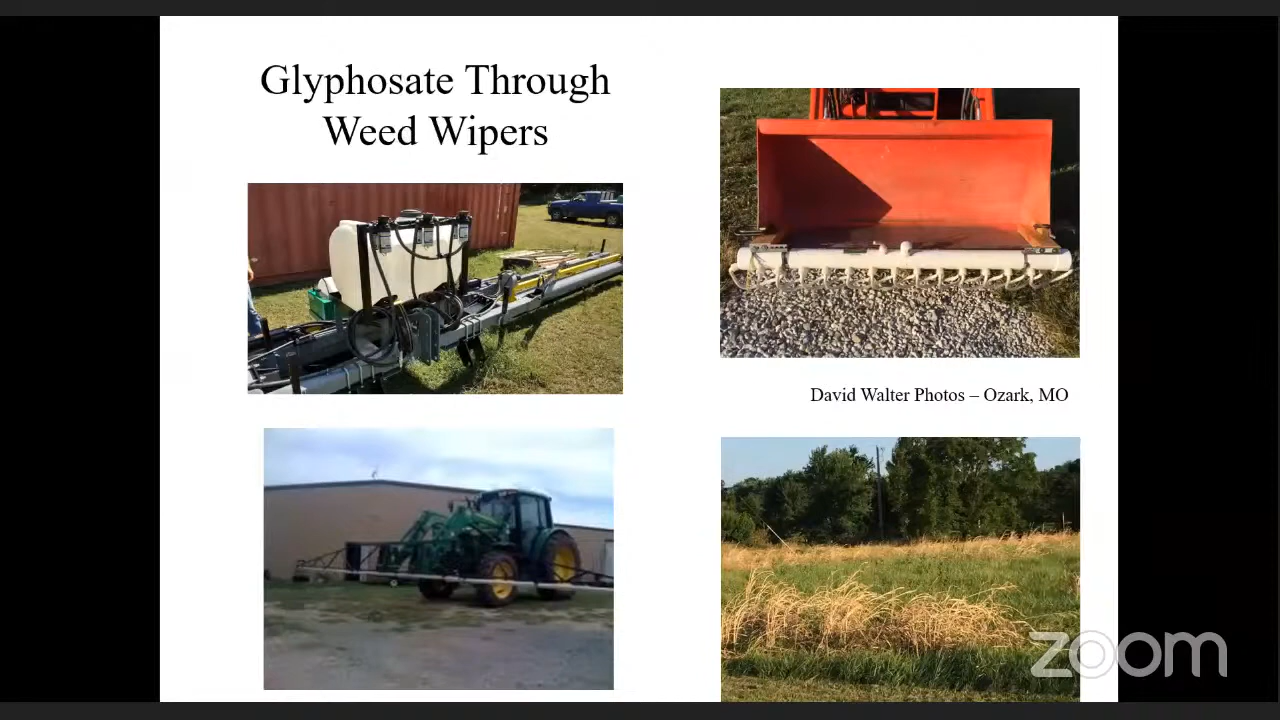 Glyphosate Through
Weed Wipers
David Walter Photos – Ozark, MO
zoom